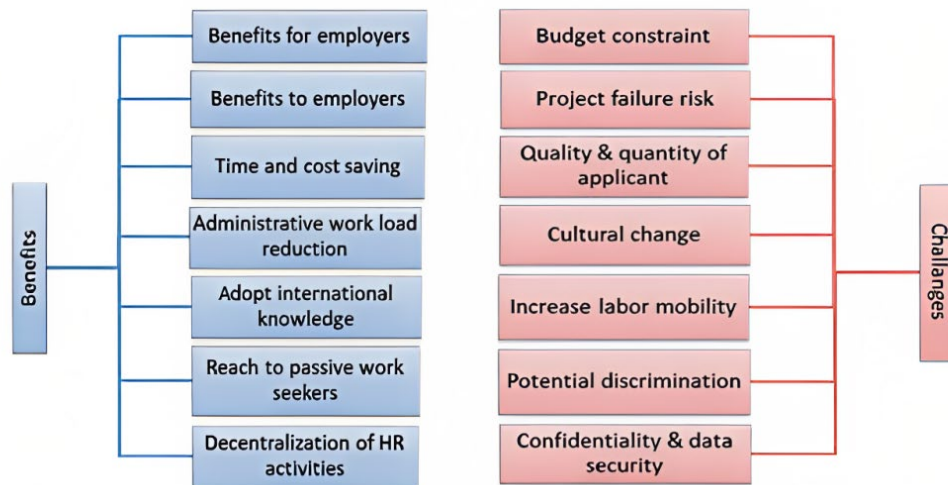 Benefits
Benefits for employers
Benefits to employers
Time and cost saving
Administrative work load
reduction
Adopt international
knowledge
Reach to passive work
seekers
Decentralization of HR
activities
Budget constraint
Project failure risk
Quality & quantity of
applicant
Cultural change
Increase labor mobility
Potential discrimination
Confidentiality & data
security
Challanges